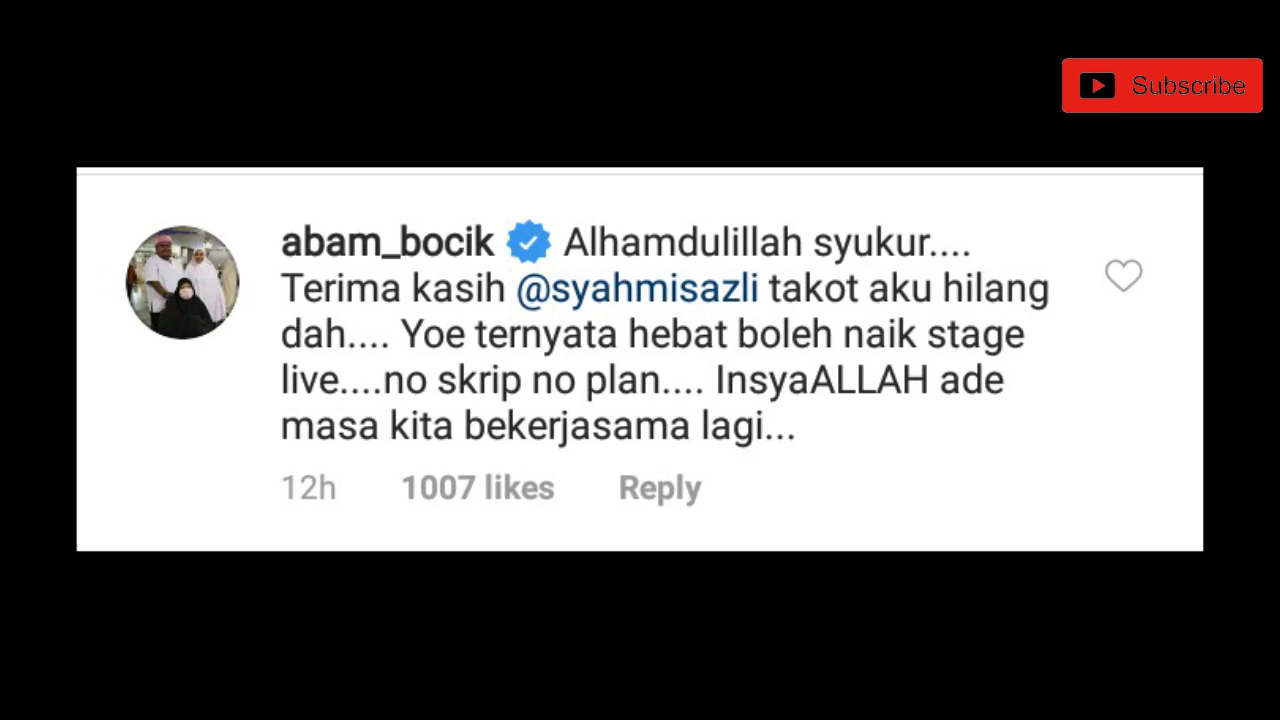 Subscribe
abam_bocik Alhamdulillah syukur....
Terima kasih @syahmisazli takot aku hilang
dah.... Yoe ternyata hebat boleh naik stage
live....no skrip no plan.... InsyaALLAH ade
masa kita bekerjasama lagi...
12h 1007 likes Reply